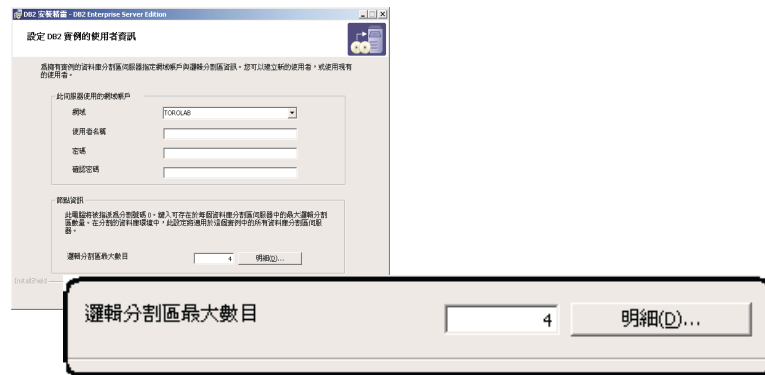 DB2 安裝精靈 - DB2 Enterprise Server Edition
設定 DB2 實例的使用者資訊
為擁有實例的資料庫分割區伺服器指定網域帳戶與邏輯分割區資訊。您可以建立新的使用者，或使用現有
的使用者。
此伺服器使用的網域帳戶
網域 TOROLAB
使用者名稱
密碼
確認密碼
節點資訊
此電腦將被指派為分割號碼 0。鍵入可存在於每個資料庫分割區伺服器中的最大邏輯分割
區數量。在分割的資料庫環境中，此設定將適用於這個實例中的所有資料庫分割區伺服
器。
邏輯分割區最大數目 4 明細(D)...
InstallShield
邏輯分割區最大數目 4 明細(D)...